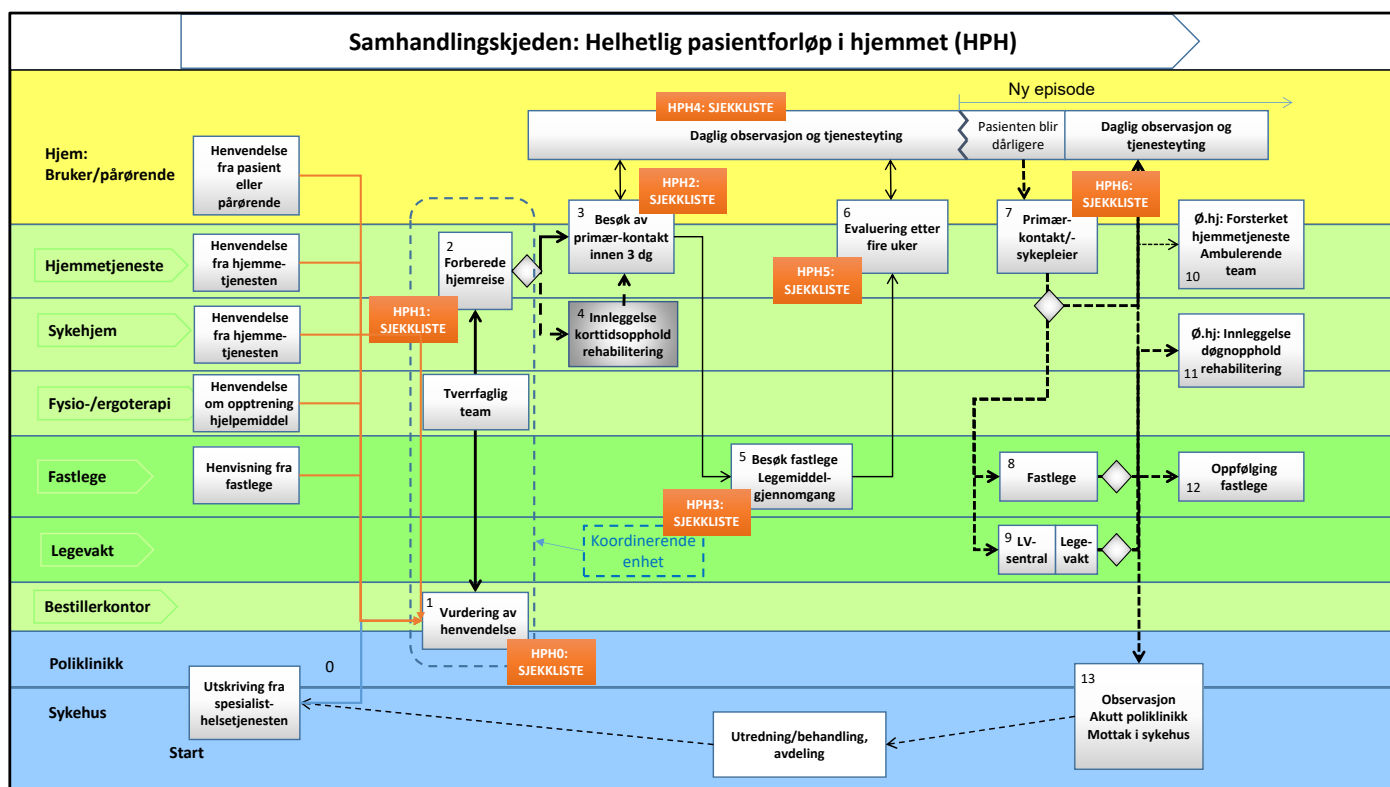 Samhandlingskjeden: Helhetlig pasientforløp i hjemmet (HPH)
Ny episode
HPH4: SJEKKLISTE
Daglig observasjon og tjenesteyting
Pasienten blir
dårligere
Daglig observasjon og
tjenesteyting
Hjem:
Bruker/pårørende
Henvendelse
fra pasient
eller
pårørende
HPH2:
SJEKKLISTE
HPH6:
SJEKKLISTE
3
Besøk av
primær-kontakt
innen 3 dg
6
Evaluering etter
fire uker
7
Primær-
kontakt/-
sykepleier
Ø.hj: Forsterket
hjemmetjeneste
Ambulerende
team
10
Hjemmetjeneste
Henvendelse
fra hjemme-
tjenesten
2
Forberede
hjemreise
HPH5:
SJEKKLISTE
Sykehjem
Henvendelse
fra hjemme-
tjenesten
HPH1:
SJEKKLISTE
4
Innleggelse
korttidsopphold
rehabilitering
Ø.hj: Innleggelse
døgnopphold
rehabilitering
11
Fysio-/ergoterapi
Henvendelse
om opptrening
hjelpemiddel
Tverrfaglig
team
Fastlege
Henvisning fra
fastlege
5
Besøk fastlege
Legemiddel-
gjennomgang
HPH3:
SJEKKLISTE
8
Fastlege
Oppfølging
fastlege
12
Legevakt
Koordinerende
enhet
9
LV-
sentral
Lege-
vakt
Bestillerkontor
1
Vurdering av
henvendelse
HPH0:
SJEKKLISTE
Poliklinikk
0
Sykehus
Utskriving fra
spesialist-
helsetjenesten
Start
Utredning/behandling,
avdeling
13
Observasjon
Akutt poliklinikk
Mottak i sykehus